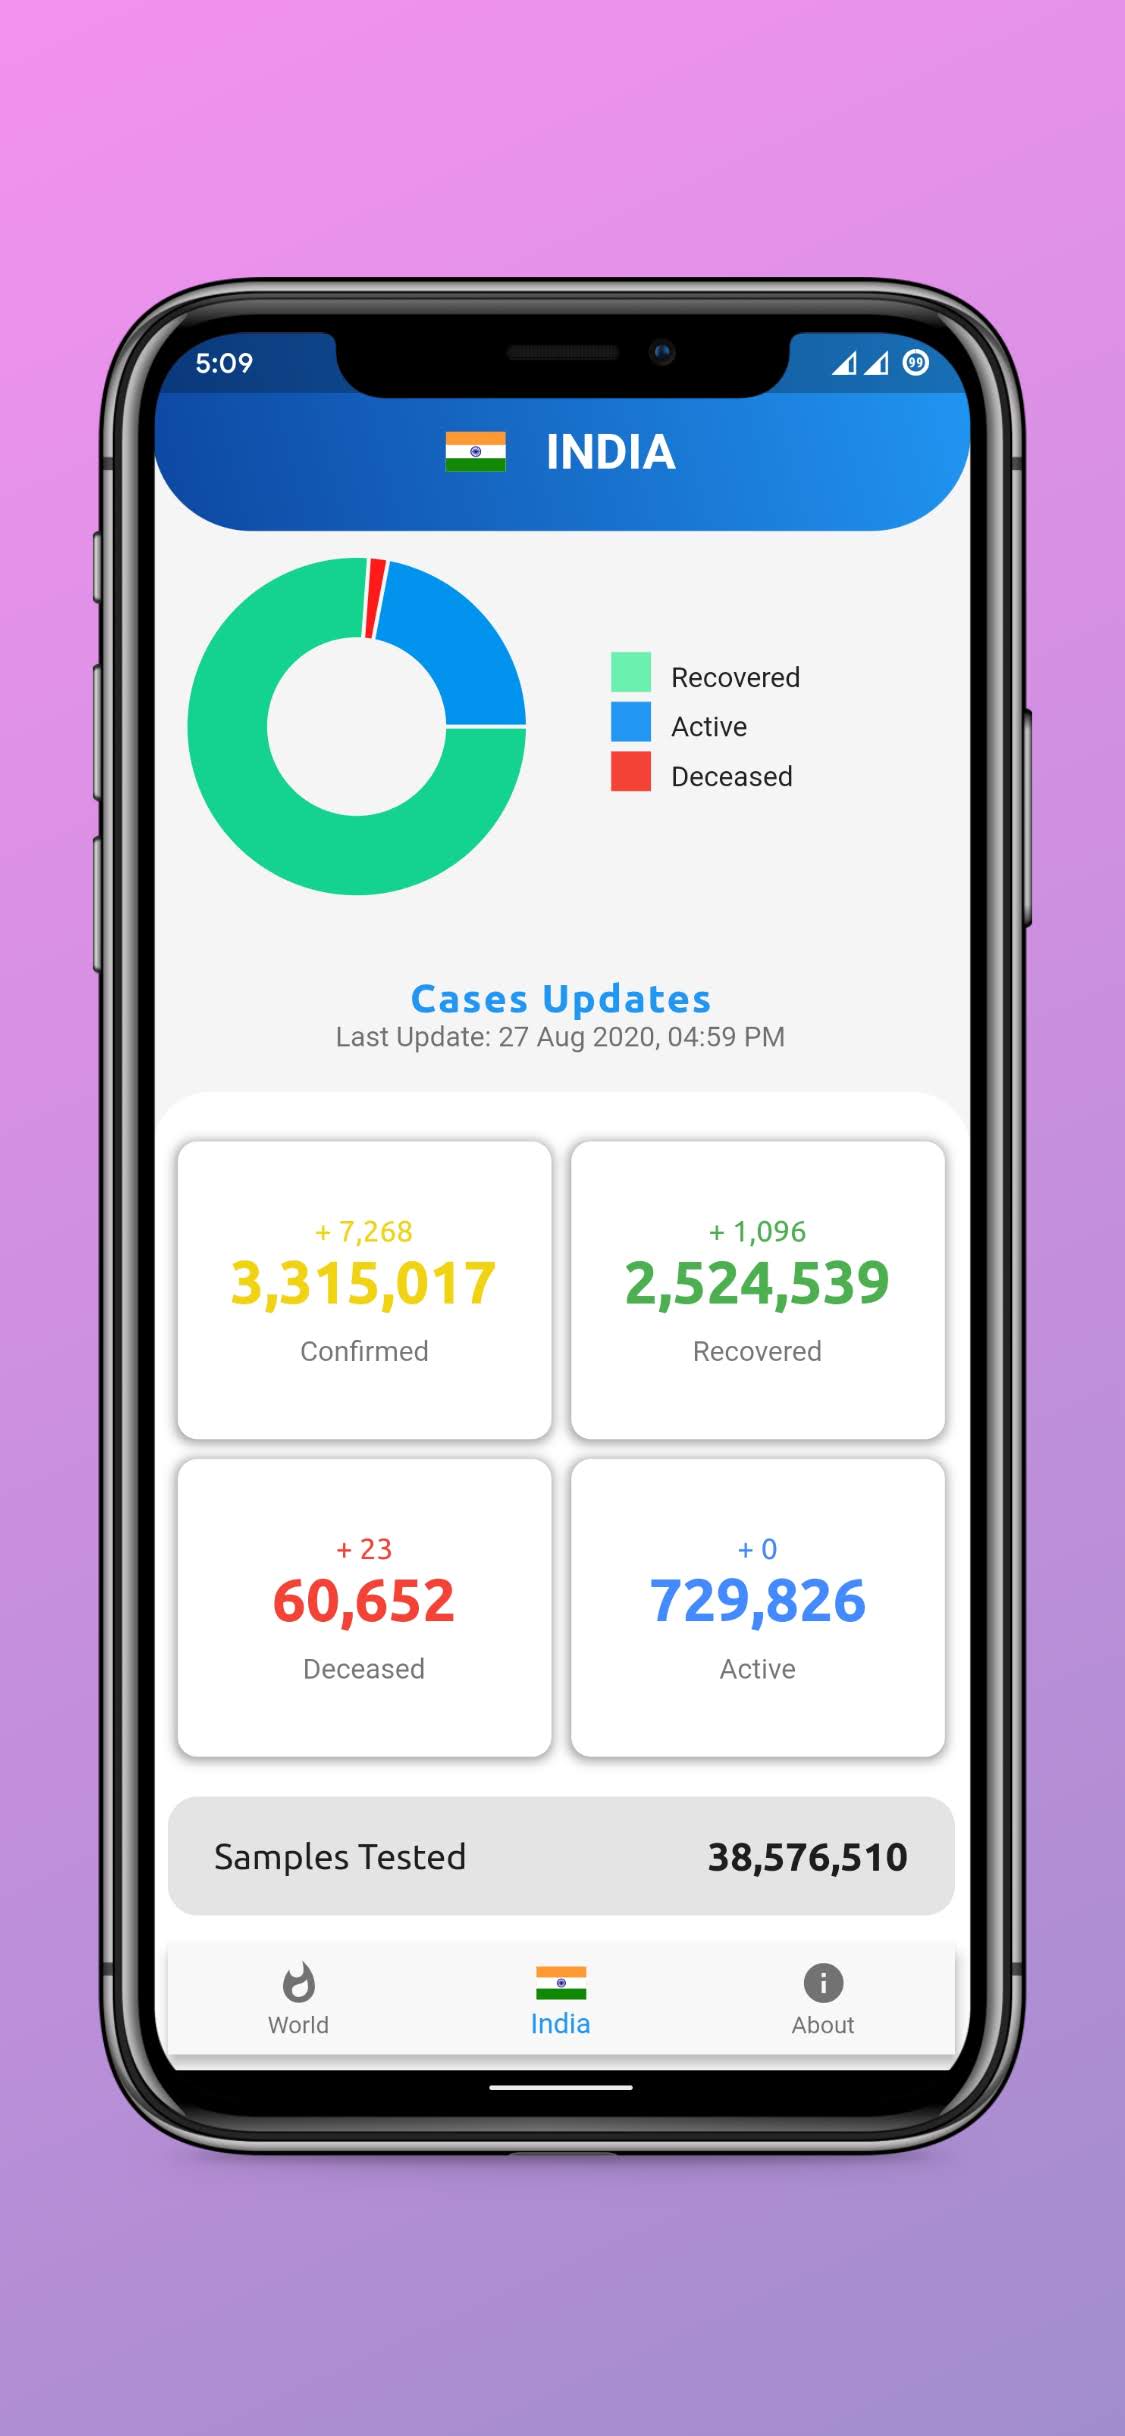 5:09
99
INDIA
Recovered
Active
Deceased
Cases Updates
Last Update: 27 Aug 2020, 04:59 PM
+ 7,268
3,315,017
Confirmed
+ 1,096
2,524,539
Recovered
+ 23
60,652
Deceased
+ 0
729,826
Active
Samples Tested 38,576,510
World
India
About